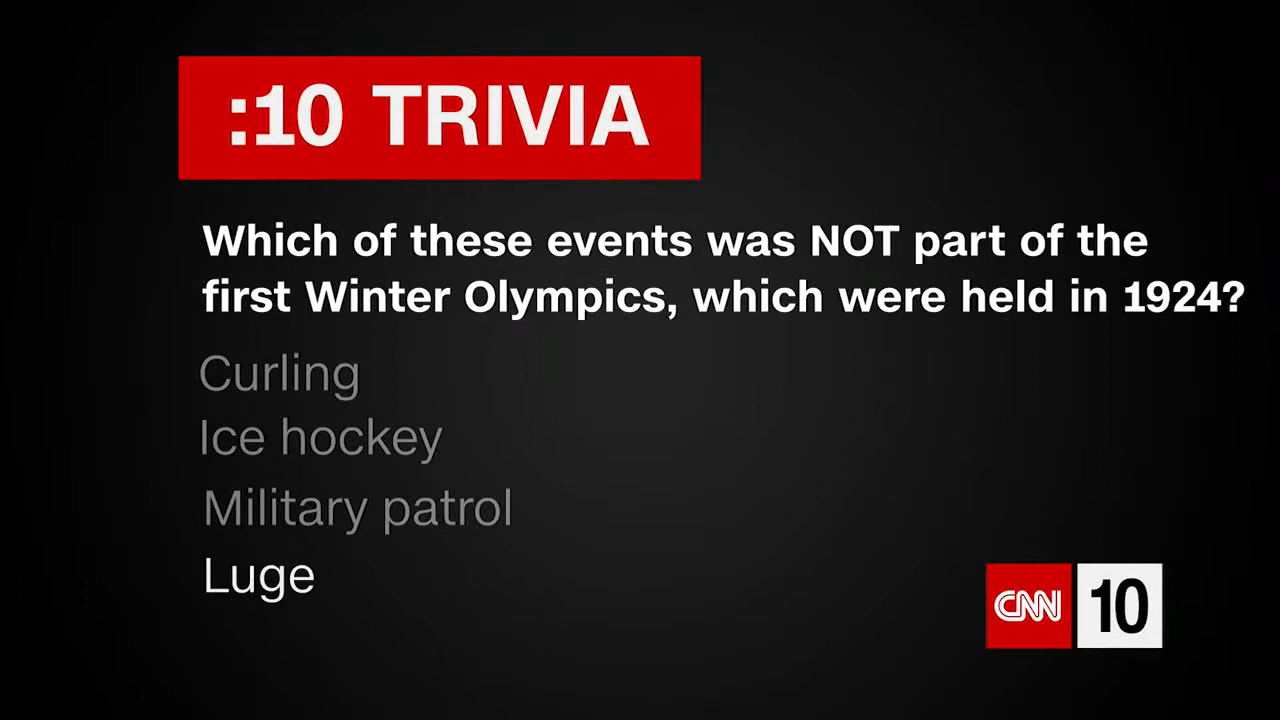 :10 TRIVIA
Which of these events was NOT part of the
first Winter Olympics, which were held in 1924?
Curling
Ice hockey
Military patrol
Luge
CNN 10